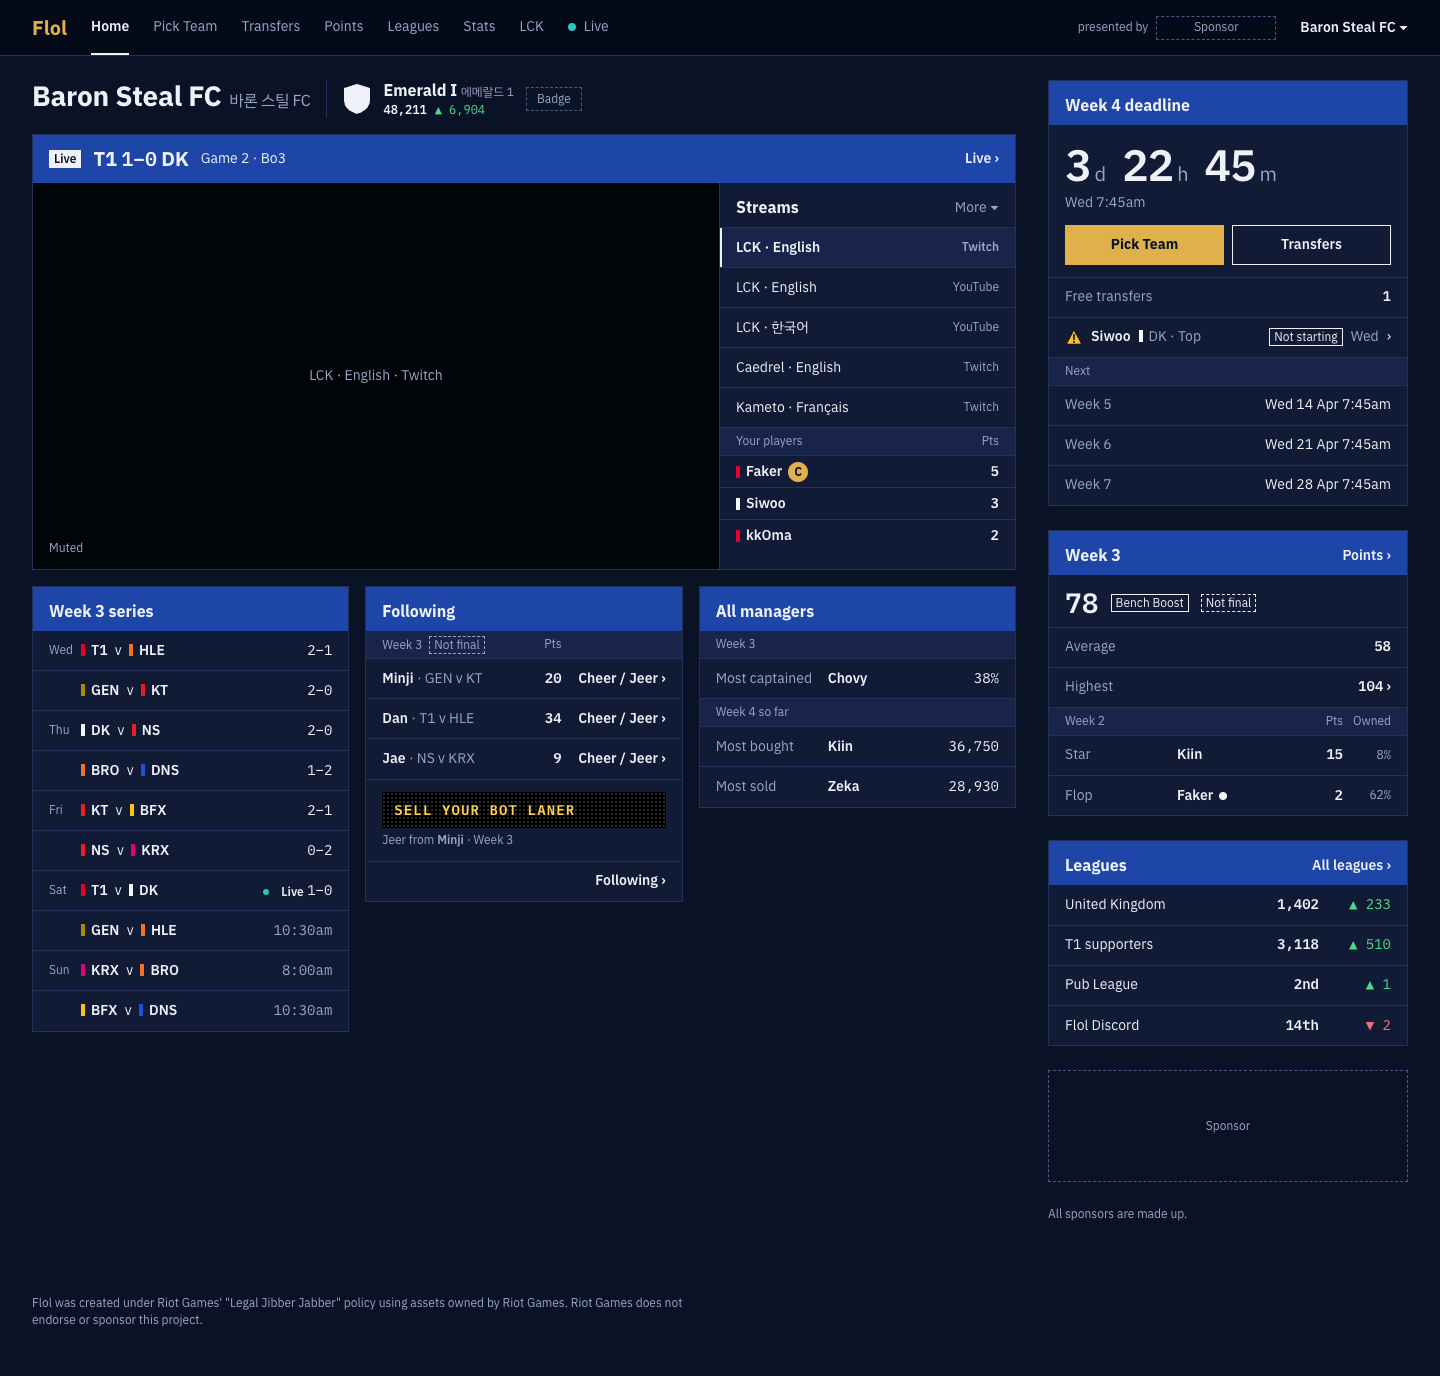 Flol Home Pick Team Transfers Points Leagues Stats LCK Live presented by Sponsor Baron Steal FC
Baron Steal FC 바론 스틸 FC
Emerald I 에메랄드 1
48,211 ▲ 6,904
Badge
Live T1 1–0 DK Game 2 · Bo3 Live ›
LCK · English · Twitch
Muted
Streams More
LCK · English Twitch
LCK · English YouTube
LCK · 한국어 YouTube
Caedrel · English Twitch
Kameto · Français Twitch
Your players Pts
Faker C 5
Siwoo 3
kkOma 2
Week 3 series
Wed T1 v HLE 2–1
GEN v KT 2–0
Thu DK v NS 2–0
BRO v DNS 1–2
Fri KT v BFX 2–1
NS v KRX 0–2
Sat T1 v DK Live 1–0
GEN v HLE 10:30am
Sun KRX v BRO 8:00am
BFX v DNS 10:30am
Following
Week 3 Not final Pts
Minji · GEN v KT 20 Cheer / Jeer ›
Dan · T1 v HLE 34 Cheer / Jeer ›
Jae · NS v KRX 9 Cheer / Jeer ›
SELL YOUR BOT LANER
Jeer from Minji · Week 3
Following ›
All managers
Week 3
Most captained Chovy 38%
Week 4 so far
Most bought Kiin 36,750
Most sold Zeka 28,930
Week 4 deadline
3 d 22 h 45 m
Wed 7:45am
Pick Team Transfers
Free transfers 1
Siwoo DK · Top Not starting Wed ›
Next
Week 5 Wed 14 Apr 7:45am
Week 6 Wed 21 Apr 7:45am
Week 7 Wed 28 Apr 7:45am
Week 3 Points ›
78 Bench Boost Not final
Average 58
Highest 104 ›
Week 2 Pts Owned
Star Kiin 15 8%
Flop Faker 2 62%
Leagues All leagues ›
United Kingdom 1,402 ▲ 233
T1 supporters 3,118 ▲ 510
Pub League 2nd ▲ 1
Flol Discord 14th ▼ 2
Sponsor
All sponsors are made up.
Flol was created under Riot Games' "Legal Jibber Jabber" policy using assets owned by Riot Games. Riot Games does not
endorse or sponsor this project.